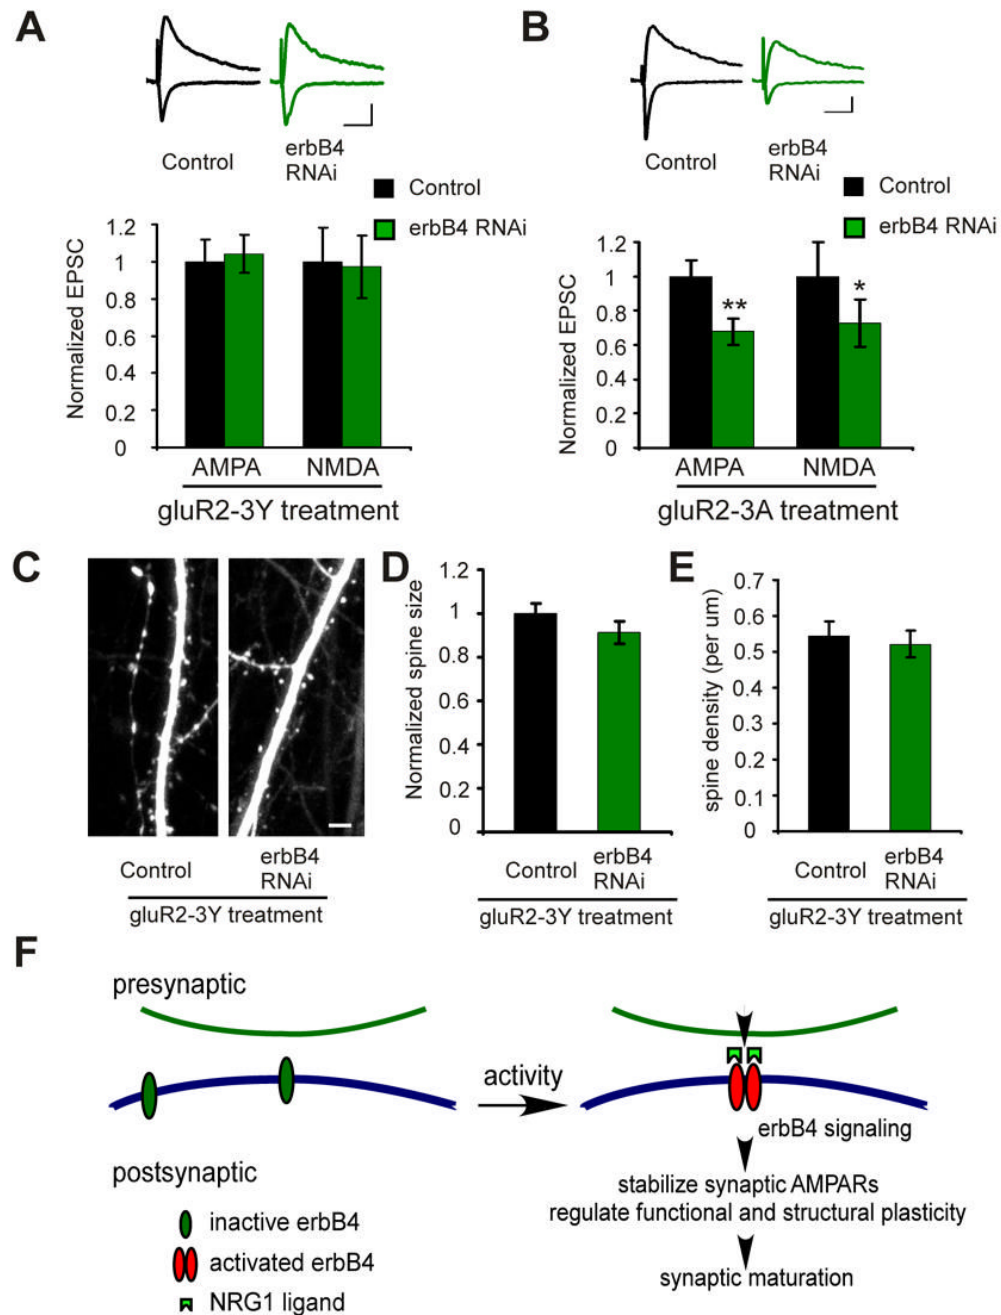 A
Control
erbB4
RNAi
Control
erbB4 RNAi
Normalized EPSC
1.2
1
0.8
0.6
0.4
0.2
0
AMPA
NMDA
gluR2-3Y treatment
B
Control
erbB4
RNAi
Control
erbB4 RNAi
Normalized EPSC
1.2
1
0.8
0.6
0.4
0.2
0
**
*
AMPA
NMDA
gluR2-3A treatment
C
Control
erbB4
RNAi
gluR2-3Y treatment
D
Normalized spine size
1.2
1
0.8
0.6
0.4
0.2
0
Control
erbB4
RNAi
gluR2-3Y treatment
E
spine density (per um)
0.7
0.6
0.5
0.4
0.3
0.2
0.1
0
Control
erbB4
RNAi
gluR2-3Y treatment
F
presynaptic
activity
erbB4 signaling
postsynaptic
stabilize synaptic AMPARs
regulate functional and structural plasticity
synaptic maturation
inactive erbB4
activated erbB4
NRG1 ligand